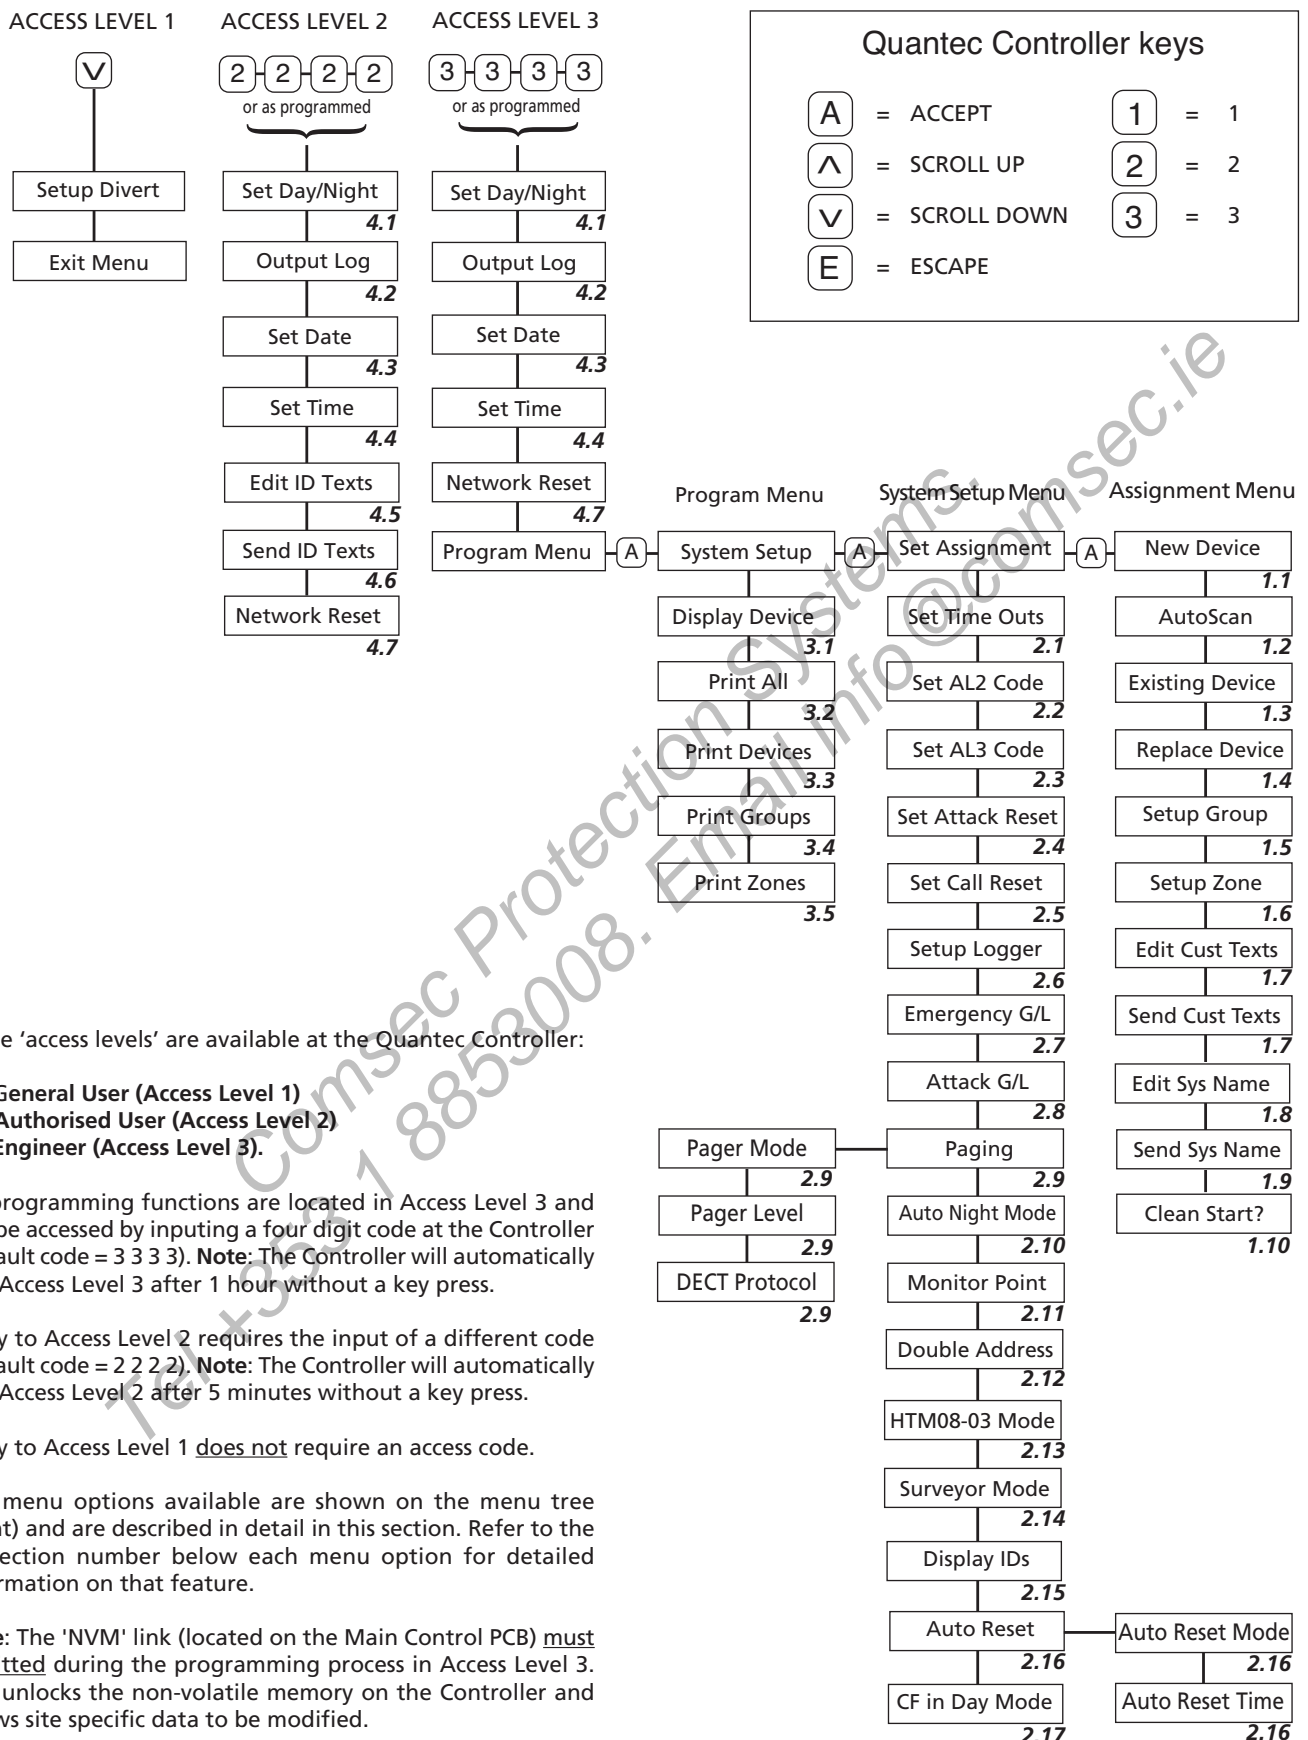 ACCESS LEVEL 1
V
Setup Divert
Exit Menu
ACCESS LEVEL 2
2 2 2 2
or as programmed
Set Day/Night
4.1
Output Log
4.2
Set Date
4.3
Set Time
4.4
Edit ID Texts
4.5
Send ID Texts
4.6
Network Reset
4.7
ACCESS LEVEL 3
3 3 3 3
or as programmed
Set Day/Night
4.1
Output Log
4.2
Set Date
4.3
Set Time
4.4
Network Reset
4.7
Program Menu
A
Quantec Controller keys
A = ACCEPT
Λ = SCROLL UP
V = SCROLL DOWN
E = ESCAPE
1 = 1
2 = 2
3 = 3
Program Menu
System Setup
A
Display Device
3.1
Print All
3.2
Print Devices
3.3
Print Groups
3.4
Print Zones
3.5
System Setup Menu
Set Assignment
A
Set Time Outs
2.1
Set AL2 Code
2.2
Set AL3 Code
2.3
Set Attack Reset
2.4
Set Call Reset
2.5
Setup Logger
2.6
Emergency G/L
2.7
Attack G/L
2.8
Paging
2.9
Pager Mode
2.9
Pager Level
2.9
DECT Protocol
2.9
Auto Night Mode
2.10
Monitor Point
2.11
Double Address
2.12
HTM08-03 Mode
2.13
Surveyor Mode
2.14
Display IDs
2.15
Auto Reset
2.16
CF in Day Mode
2.17
Auto Reset Mode
2.16
Auto Reset Time
2.16
Assignment Menu
New Device
1.1
AutoScan
1.2
Existing Device
1.3
Replace Device
1.4
Setup Group
1.5
Setup Zone
1.6
Edit Cust Texts
1.7
Send Cust Texts
1.7
Edit Sys Name
1.8
Send Sys Name
1.9
Clean Start?
1.10
e 'access levels' are available at the Quantec Controller:
General User (Access Level 1)
Authorised User (Access Level 2)
Engineer (Access Level 3).
programming functions are located in Access Level 3 and
be accessed by inputing a four digit code at the Controller
ault code = 3 3 3 3). Note: The Controller will automatically
Access Level 3 after 1 hour without a key press.
y to Access Level 2 requires the input of a different code
ault code = 2 2 2 2). Note: The Controller will automatically
Access Level 2 after 5 minutes without a key press.
y to Access Level 1 does not require an access code.
menu options available are shown on the menu tree
t) and are described in detail in this section. Refer to the
ection number below each menu option for detailed
rmation on that feature.
e: The 'NVM' link (located on the Main Control PCB) must
tted during the programming process in Access Level 3.
unlocks the non-volatile memory on the Controller and
ws site specific data to be modified.
Comsec Protection Systems.
Tel +353 1 8853008. Email info@comsec.ie